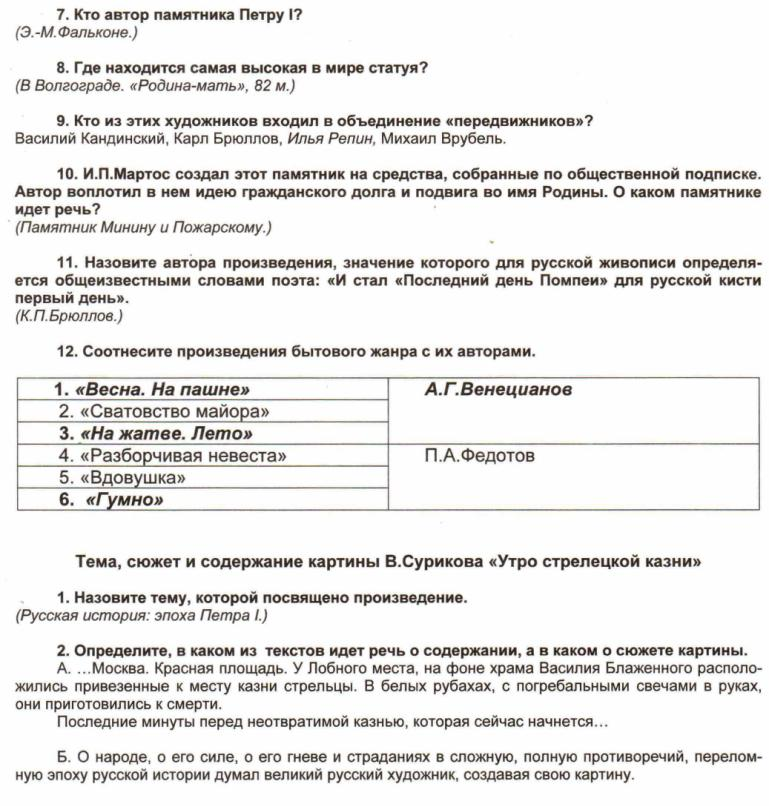 7. Кто автор памятника Петру I?
(Э.-М.Фальконе.)
8. Где находится самая высокая в мире статуя?
(В Волгограде. «Родина-мать», 82 м.)
9. Кто из этих художников входил в объединение «передвижников»?
Василий Кандинский, Карл Брюллов, Илья Репин, Михаил Врубель.
10. И.П.Мартос создал этот памятник на средства, собранные по общественной подписке.
Автор воплотил в нем идею гражданского долга и подвига во имя Родины. О каком памятнике
идет речь?
(Памятник Минину и Пожарскому.)
11. Назовите автора произведения, значение которого для русской живописи определя-
ется общеизвестными словами поэта: «И стал «Последний день Помпеи» для русской кисти
первый день».
(К.П.Брюллов.)
12. Соотнесите произведения бытового жанра с их авторами.
1. «Весна. На пашне»
А.Г.Венецианов
2. «Сватовство майора»
3. «На жатве. Лето»
4. «Разборчивая невеста»
П.А.Федотов
5. «Вдовушка»
6. «Гумно»
Тема, сюжет и содержание картины В.Сурикова «Утро стрелецкой казни»
1. Назовите тему, которой посвящено произведение.
(Русская история: эпоха Петра I.)
2. Определите, в каком из текстов идет речь о содержании, а в каком о сюжете картины.
А. ...Москва. Красная площадь. У Лобного места, на фоне храма Василия Блаженного располо-
жились привезенные к месту казни стрельцы. В белых рубахах, с погребальными свечами в руках,
они приготовились к смерти.
Последние минуты перед неотвратимой казнью, которая сейчас начнется...
Б. О народе, о его силе, о его гневе и страданиях в сложную, полную противоречий, перелом-
ную эпоху русской истории думал великий русский художник, создавая свою картину.